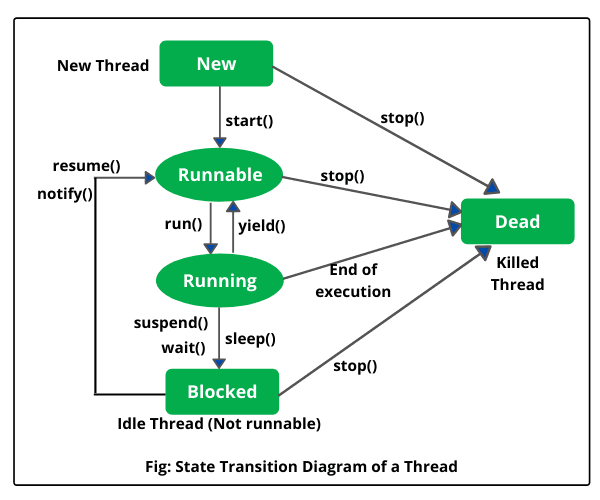 New Thread
New
start()
stop()
resume()
notify()
Runnable
stop()
run()
yield()
Dead
Killed
Thread
Running
End of
execution
suspend()
wait()
sleep()
stop()
Blocked
Idle Thread (Not runnable)
Fig: State Transition Diagram of a Thread